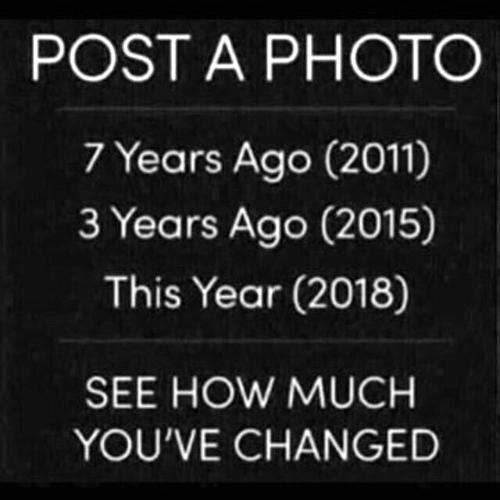 POST A PHOTO
7 Years Ago (2011)
3 Years Ago (2015)
This Year (2018)
SEE HOW MUCH
YOU'VE CHANGED